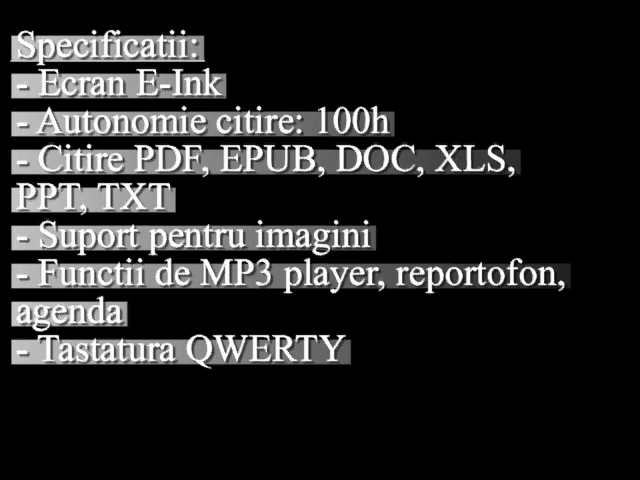 Specificatii:
- Ecran E-Ink
- Autonomie citire: 100h
- Citire PDF, EPUB, DOC, XLS,
PPT, TXT
- Suport pentru imagini
- Functii de MP3 player, reportofon,
agenda
- Tastatura QWERTY